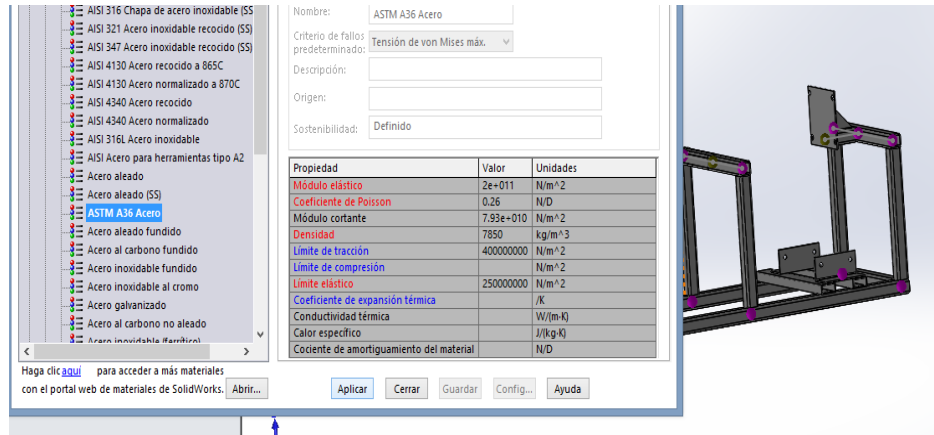 AISI 316 Chapa de acero inoxidable (SS
AISI 321 Acero inoxidable recocido (SS)
AISI 347 Acero inoxidable recocido (SS)
AISI 4130 Acero recocido a 865C
AISI 4130 Acero normalizado a 870C
AISI 4340 Acero recocido
AISI 4340 Acero normalizado
AISI 316L Acero inoxidable
AISI Acero para herramientas tipo A2
Acero aleado
Acero aleado (SS)
ASTM A36 Acero
Acero aleado fundido
Acero al carbono fundido
Acero inoxidable fundido
Acero inoxidable al cromo
Acero galvanizado
Acero al carbono no aleado
Acero inoxidable (ferrítico)
Haga clic aquí para acceder a más materiales
con el portal web de materiales de SolidWorks. Abrir...
Nombre: ASTM A36 Acero
Criterio de fallos
predeterminado: Tensión de von Mises máx.
Descripción:
Origen:
Sostenibilidad: Definido
Propiedad Valor Unidades
Módulo elástico 2e+011 N/m^2
Coeficiente de Poisson 0.26 N/D
Módulo cortante 7.93e+010 N/m^2
Densidad 7850 kg/m^3
Límite de tracción 400000000 N/m^2
Límite de compresión N/m^2
Límite elástico 250000000 N/m^2
Coeficiente de expansión térmica /K
Conductividad térmica W/(m·K)
Calor específico J/(kg·K)
Cociente de amortiguamiento del material N/D
Aplicar Cerrar Guardar Config... Ayuda